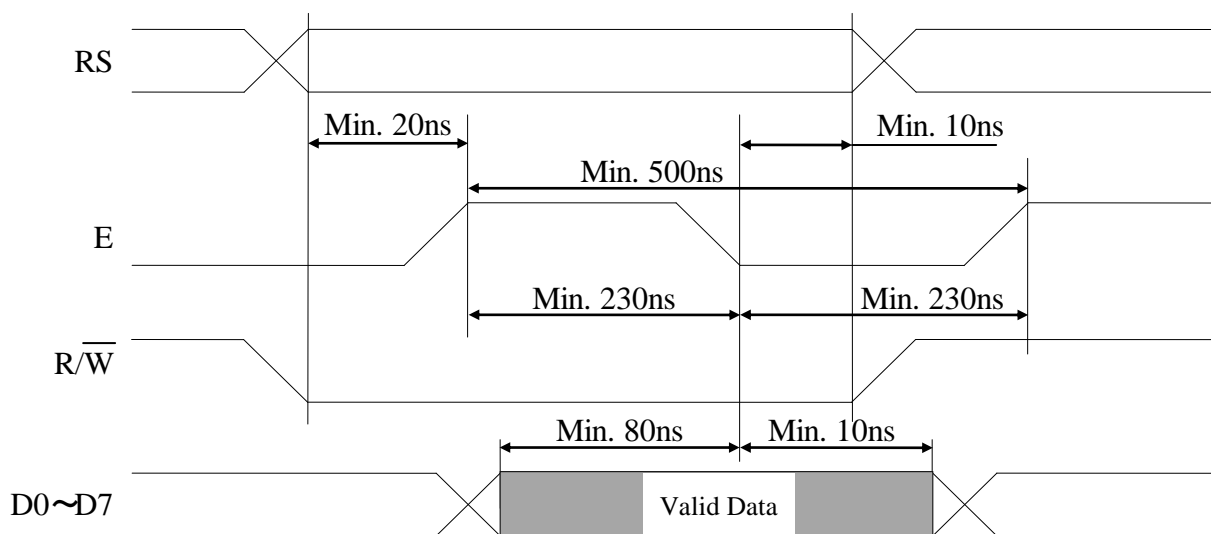 RS
Min. 20ns
Min. 10ns
Min. 500ns
E
Min. 230ns
Min. 230ns
R/W̅
Min. 80ns
Min. 10ns
D0~D7
Valid Data